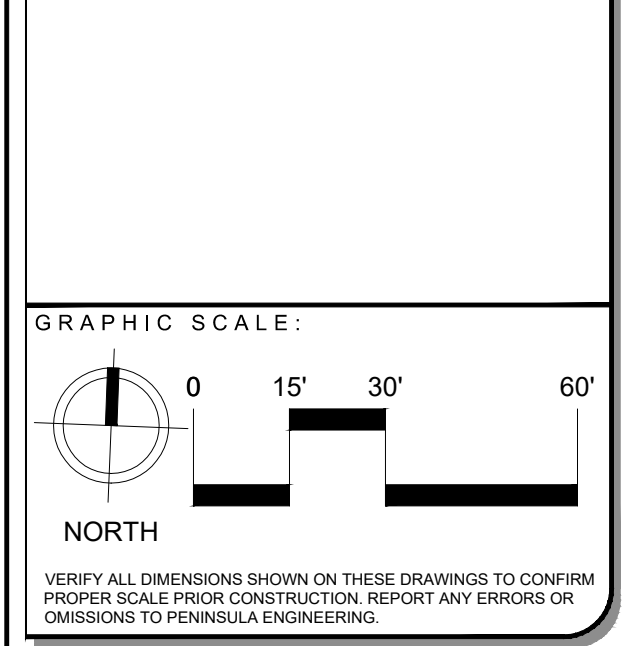 GRAPHIC SCALE:
0 15' 30' 60'
NORTH
VERIFY ALL DIMENSIONS SHOWN ON THESE DRAWINGS TO CONFIRM
PROPER SCALE PRIOR CONSTRUCTION. REPORT ANY ERRORS OR
OMISSIONS TO PENINSULA ENGINEERING.